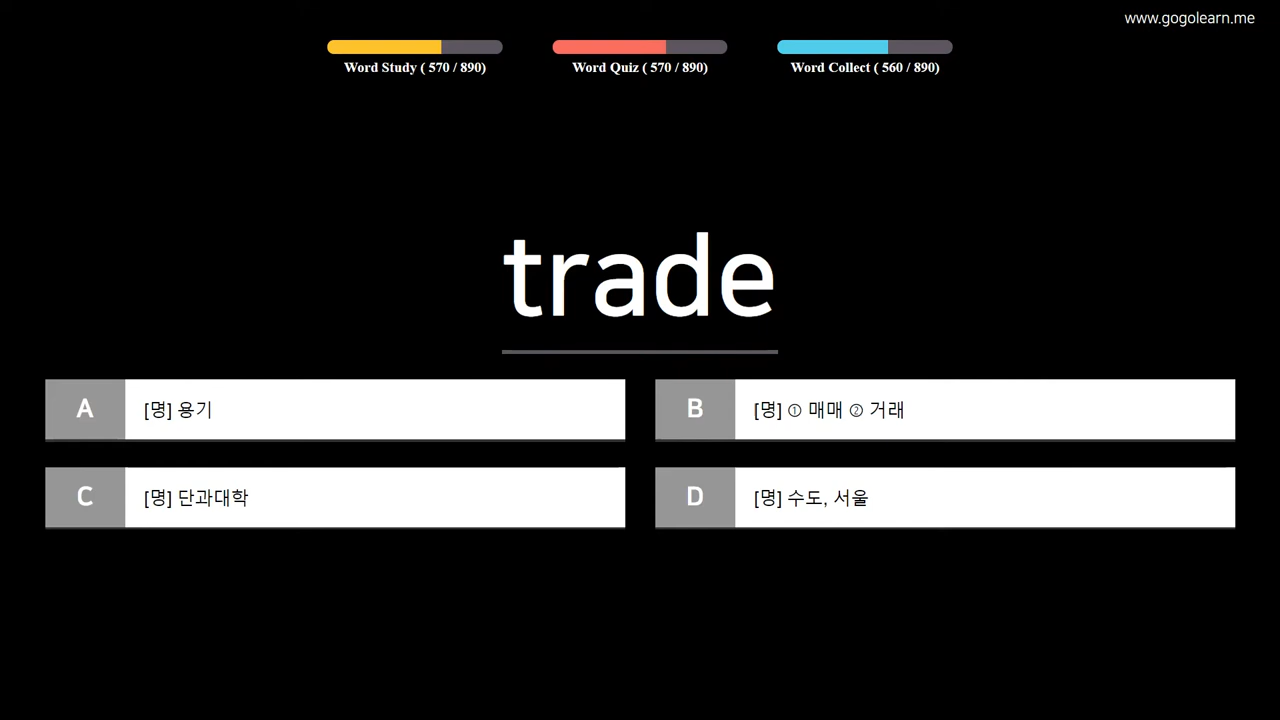 www.gogolearn.me
Word Study ( 570 / 890)
Word Quiz ( 570 / 890)
Word Collect ( 560 / 890)
trade
A [명] 용기
B [명] ① 매매 ② 거래
C [명] 단과대학
D [명] 수도, 서울